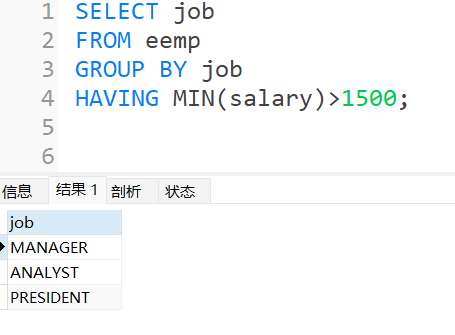 1 SELECT job
2 FROM eemp
3 GROUP BY job
4 HAVING MIN(salary)>1500;
5
6
信息 结果 1 剖析 状态
job
MANAGER
ANALYST
PRESIDENT